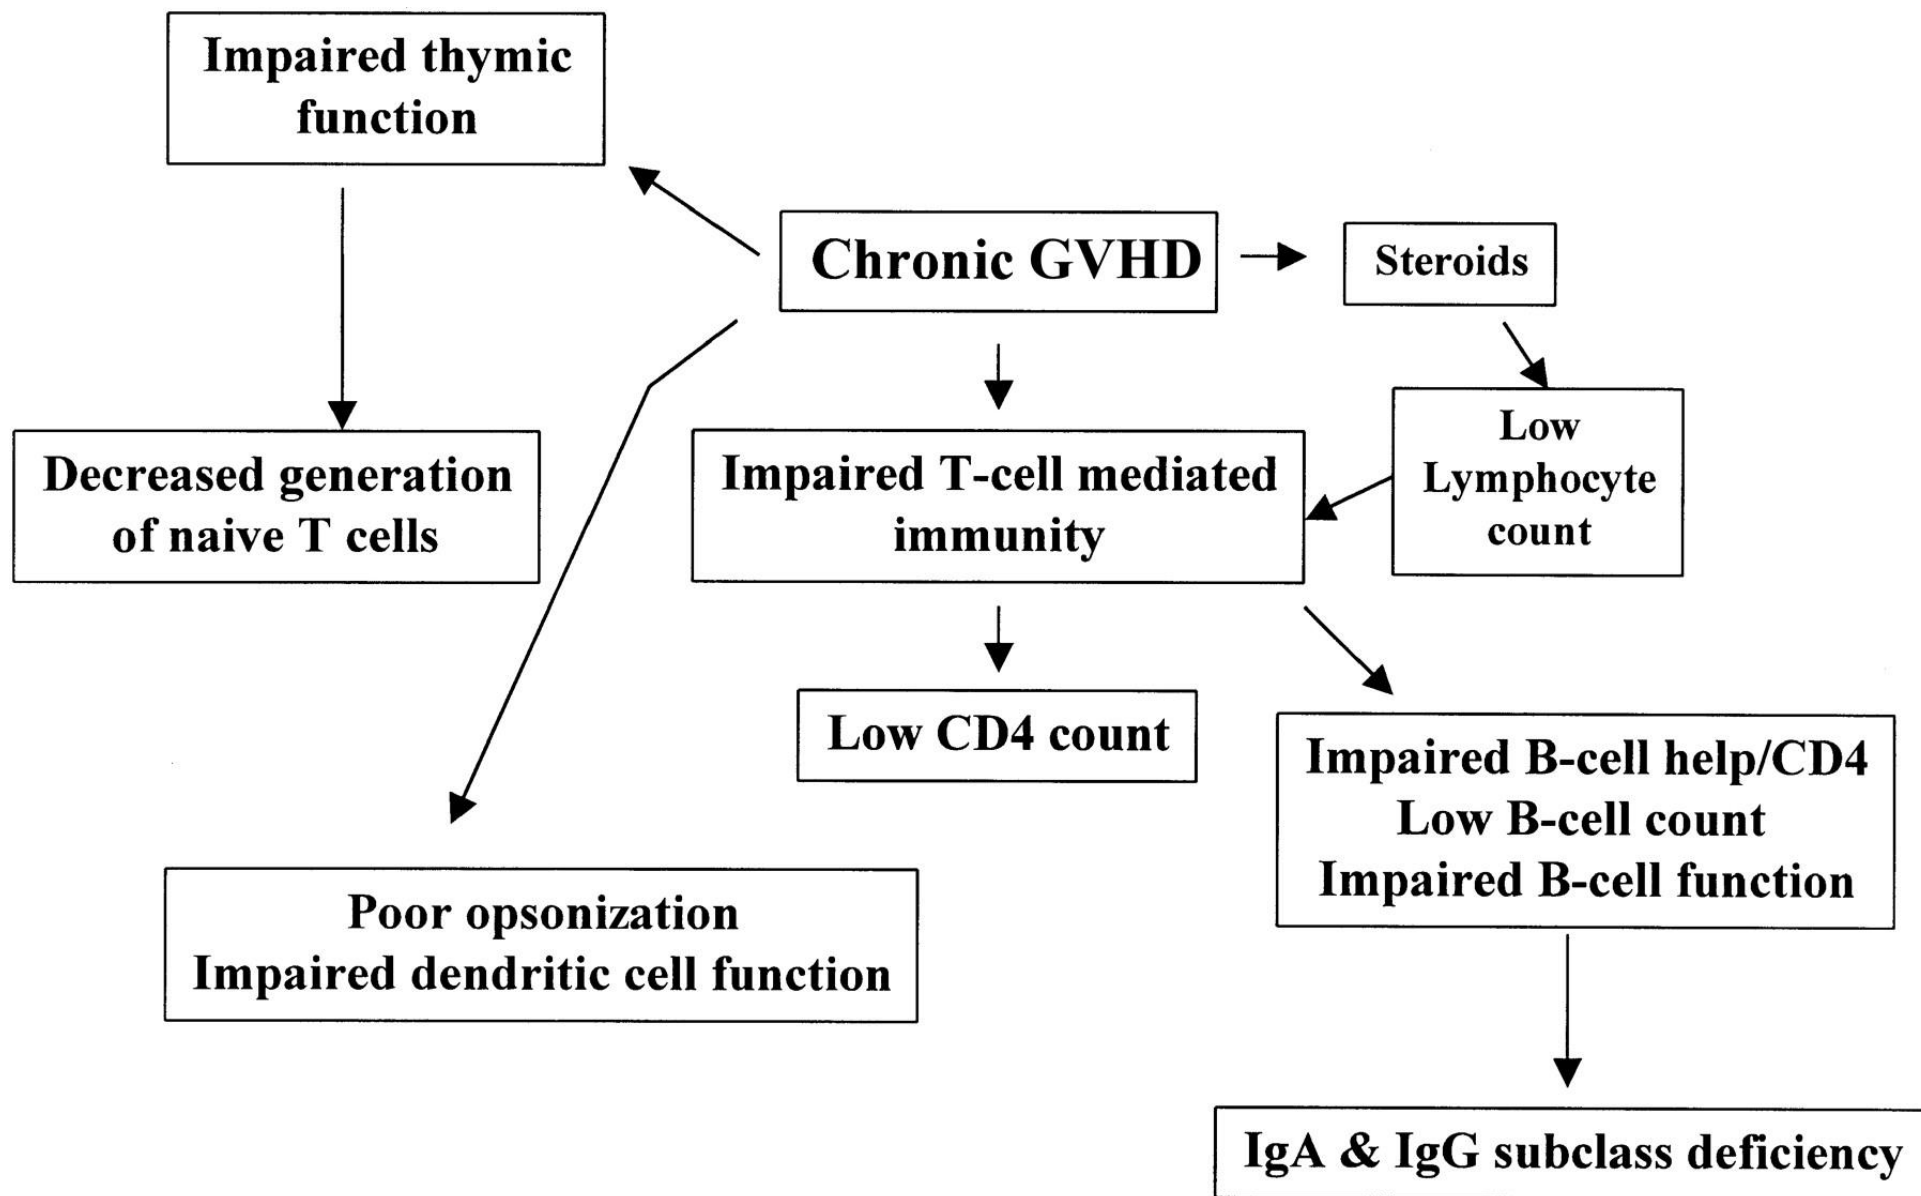 Impaired thymic
function
Chronic GVHD
Steroids
Decreased generation
of naive T cells
Impaired T-cell mediated
immunity
Low
Lymphocyte
count
Low CD4 count
Impaired B-cell help/CD4
Low B-cell count
Impaired B-cell function
Poor opsonization
Impaired dendritic cell function
IgA & IgG subclass deficiency